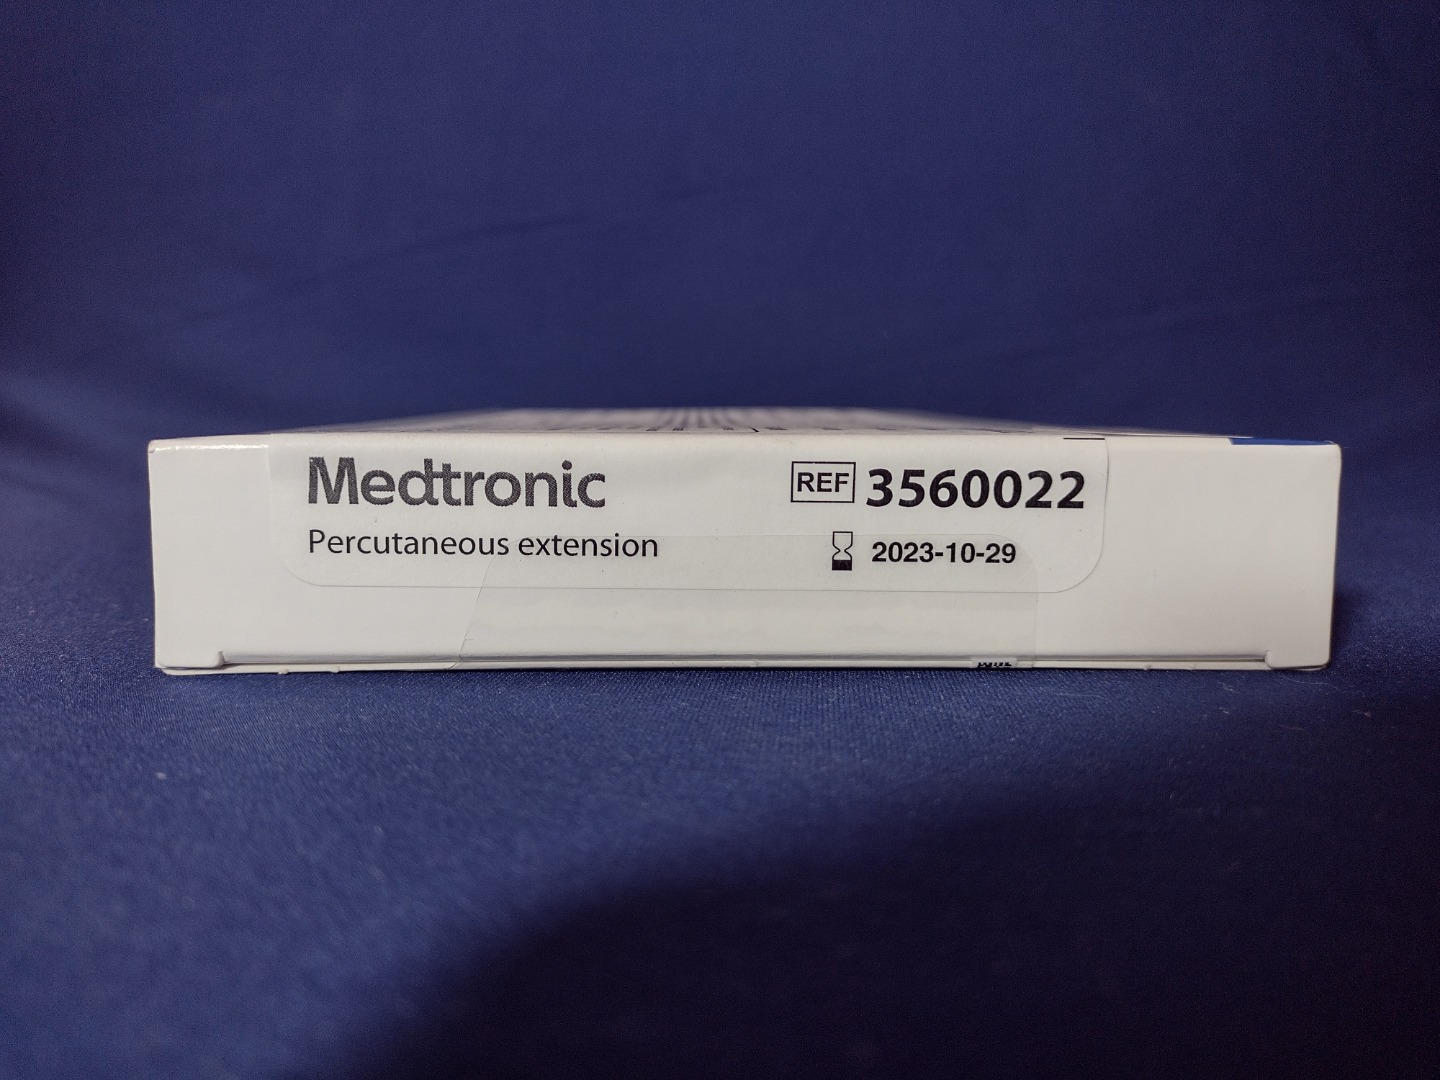 Medtronic
Percutaneous extension
REF 3560022
2023-10-29